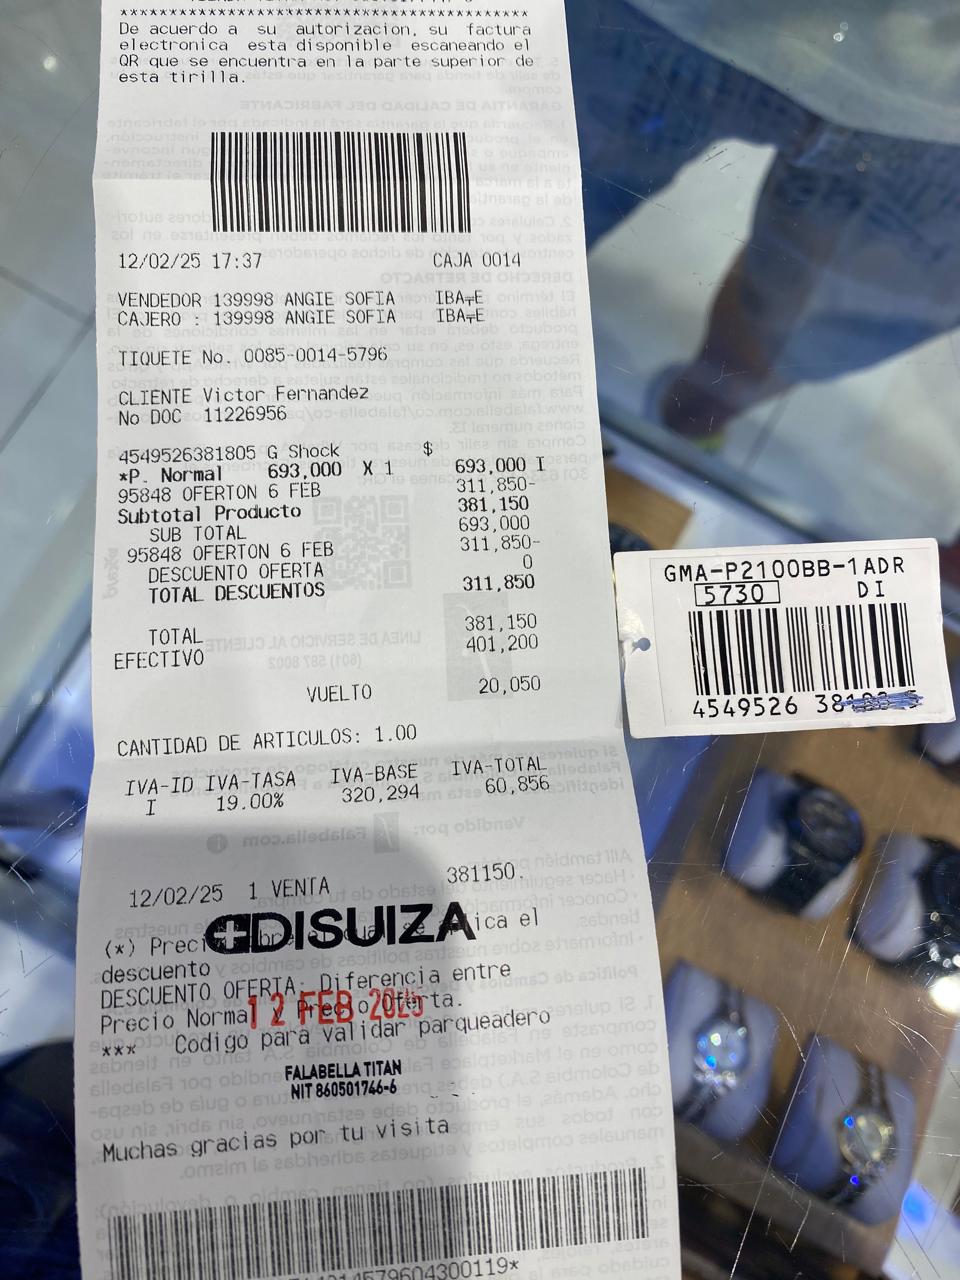 De acuerdo a su autorizacion, su factura
electronica esta disponible escaneando el
QR que se encuentra en la parte superior de
esta tirilla.
12/02/25 17:37 CAJA 0014
VENDEDOR 139998 ANGIE SOFIA
CAJERO : 139998 ANGIE SOFIA
TIQUETE No. 0085-0014-5796
CLIENTE Victor Fernandez
No DOC 11226956
4549526381805 G Shock $
*P. Normal 693,000 X 1 693,000 I
95848 OFERTON 6 FEB 311,850-
Subtotal Producto 381,150
SUB TOTAL 693,000
95848 OFERTON 6 FEB 311,850-
DESCUENTO OFERTA 0
TOTAL DESCUENTOS 311,850
TOTAL 381,150
EFECTIVO 401,200
VUELTO 20,050
CANTIDAD DE ARTICULOS: 1.00
IVA-ID IVA-TASA IVA-BASE IVA-TOTAL
I 19.00% 320,294 60,856
12/02/25 1 VENTA 381150.
DISUIZA
(*) el
descuento
DESCUENTO OFERTA: Diferencia entre
Precio Normal y Precio Oferta.
12 FEB 2025
*** Codigo para validar parqueadero
FALABELLA TITAN
NIT 860501746-6
Muchas gracias por tu visita
GMA-P2100BB-1ADR
5730 DI
4549526 38